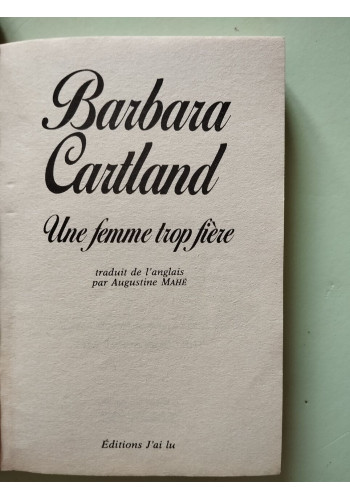 Barbara
Cartland
Une femme trop fière
traduit de l'anglais
par Augustine MAHÉ
Éditions J'ai lu